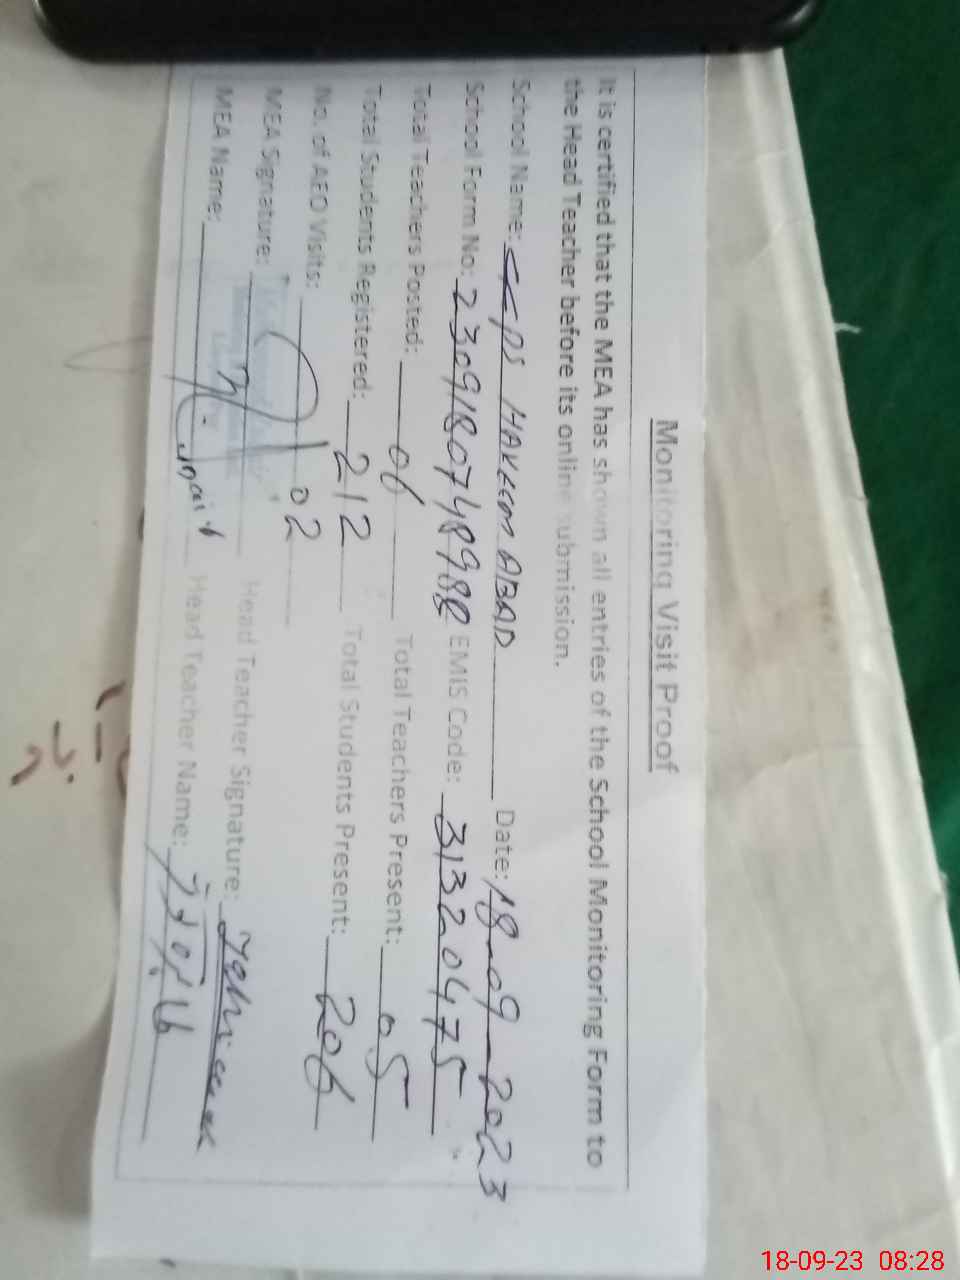 Monitoring Visit Proof
It is certified that the MEA has shown all entries of the School Monitoring Form to
the Head Teacher before its online submission.
School Name: GPS HAKEEM ABAD Date: 18-09-2023
School Form No: EMIS Code: 31320475
Total Teachers Posted: 06 Total Teachers Present: 05
Total Students Registered: 212 Total Students Present: 206
No. of AEO Visits: 02
MEA Signature: Head Teacher Signature:
MEA Name: Head Teacher Name:
18-09-23 08:28